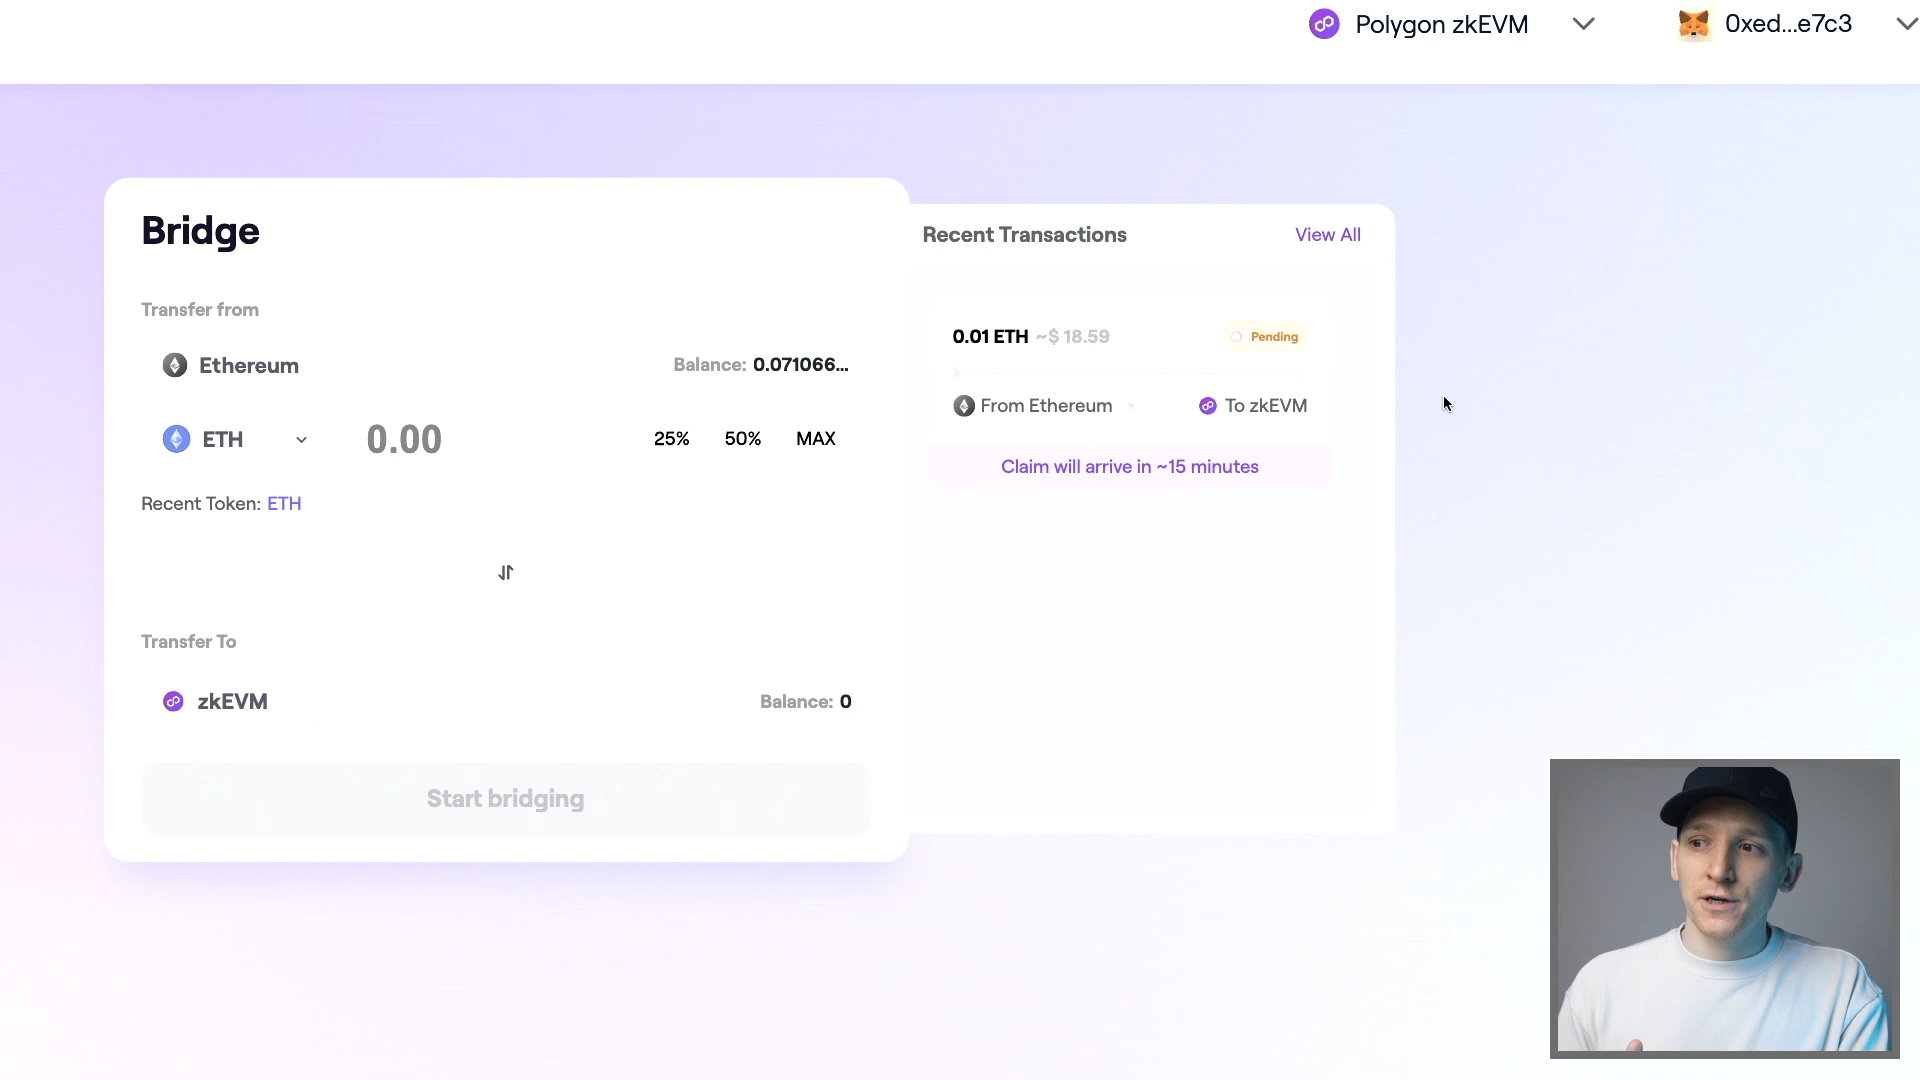 Polygon zkEVM
0xed...e7c3
Bridge
Transfer from
Ethereum
Balance: 0.071066...
ETH
0.00
25% 50% MAX
Recent Token: ETH
Transfer To
zkEVM
Balance: 0
Start bridging
Recent Transactions
View All
0.01 ETH ~$ 18.59
Pending
From Ethereum
To zkEVM
Claim will arrive in ~15 minutes